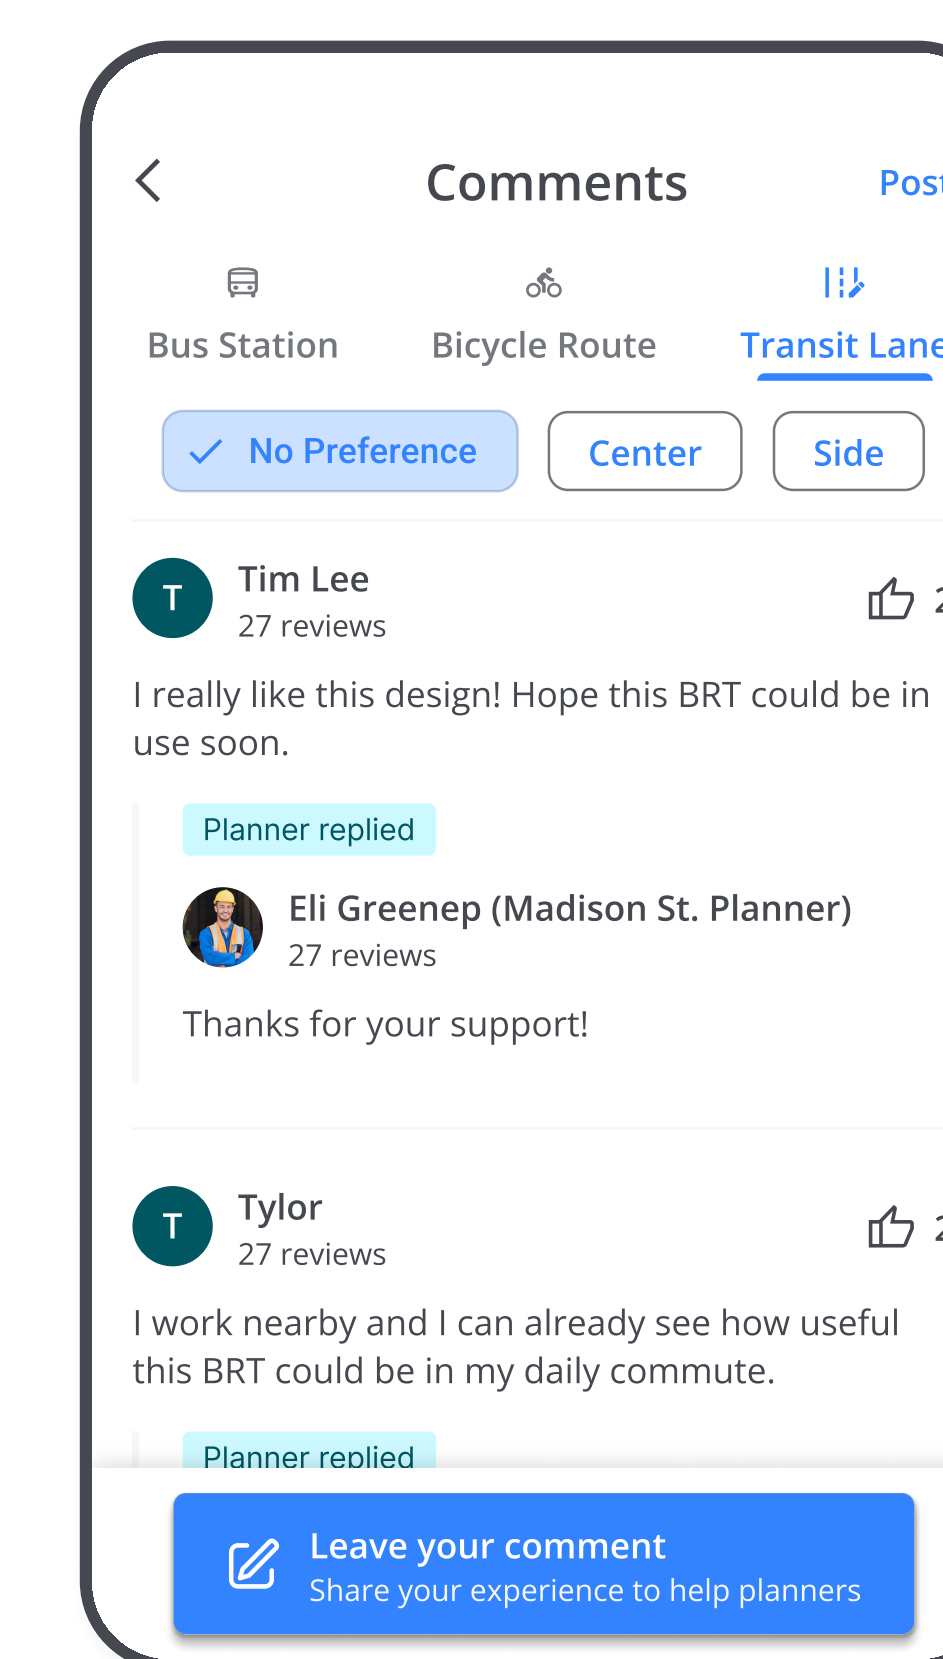 Comments
Post
Bus Station
Bicycle Route
Transit Lane
No Preference
Center
Side
T
Tim Lee
27 reviews
I really like this design! Hope this BRT could be in
use soon.
Planner replied
Eli Greenep (Madison St. Planner)
27 reviews
Thanks for your support!
T
Tylor
27 reviews
I work nearby and I can already see how useful
this BRT could be in my daily commute.
Planner replied
Leave your comment
Share your experience to help planners